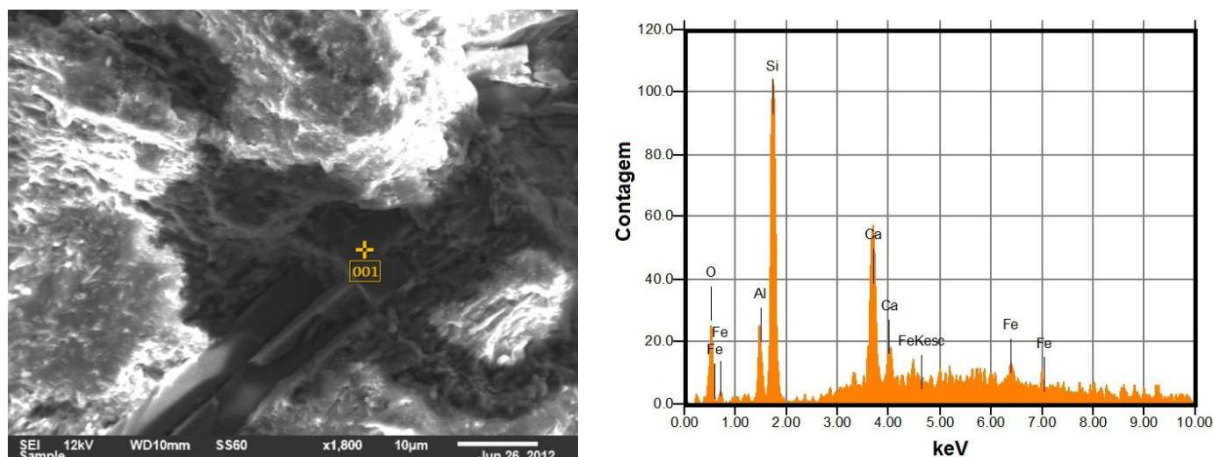 001
SEI 12kV WD10mm SS60 x1,800 10µm
Sample Jun 26, 2012
120.0
100.0
80.0
60.0
40.0
20.0
0.0
Contagem
O
Fe
Fe
Al
Si
Ca
Ca
FeKesc
Fe
Fe
0.00 1.00 2.00 3.00 4.00 5.00 6.00 7.00 8.00 9.00 10.00
keV